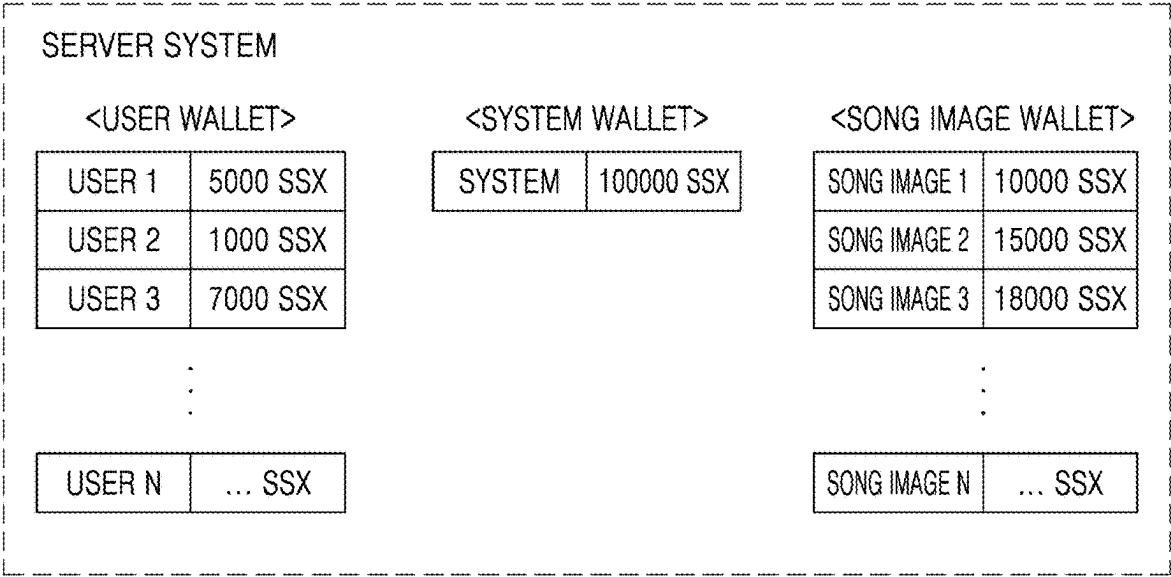 SERVER SYSTEM
<USER WALLET>
USER 1 5000 SSX
USER 2 1000 SSX
USER 3 7000 SSX
USER N ... SSX
<SYSTEM WALLET>
SYSTEM 100000 SSX
<SONG IMAGE WALLET>
SONG IMAGE 1 10000 SSX
SONG IMAGE 2 15000 SSX
SONG IMAGE 3 18000 SSX
SONG IMAGE N ... SSX